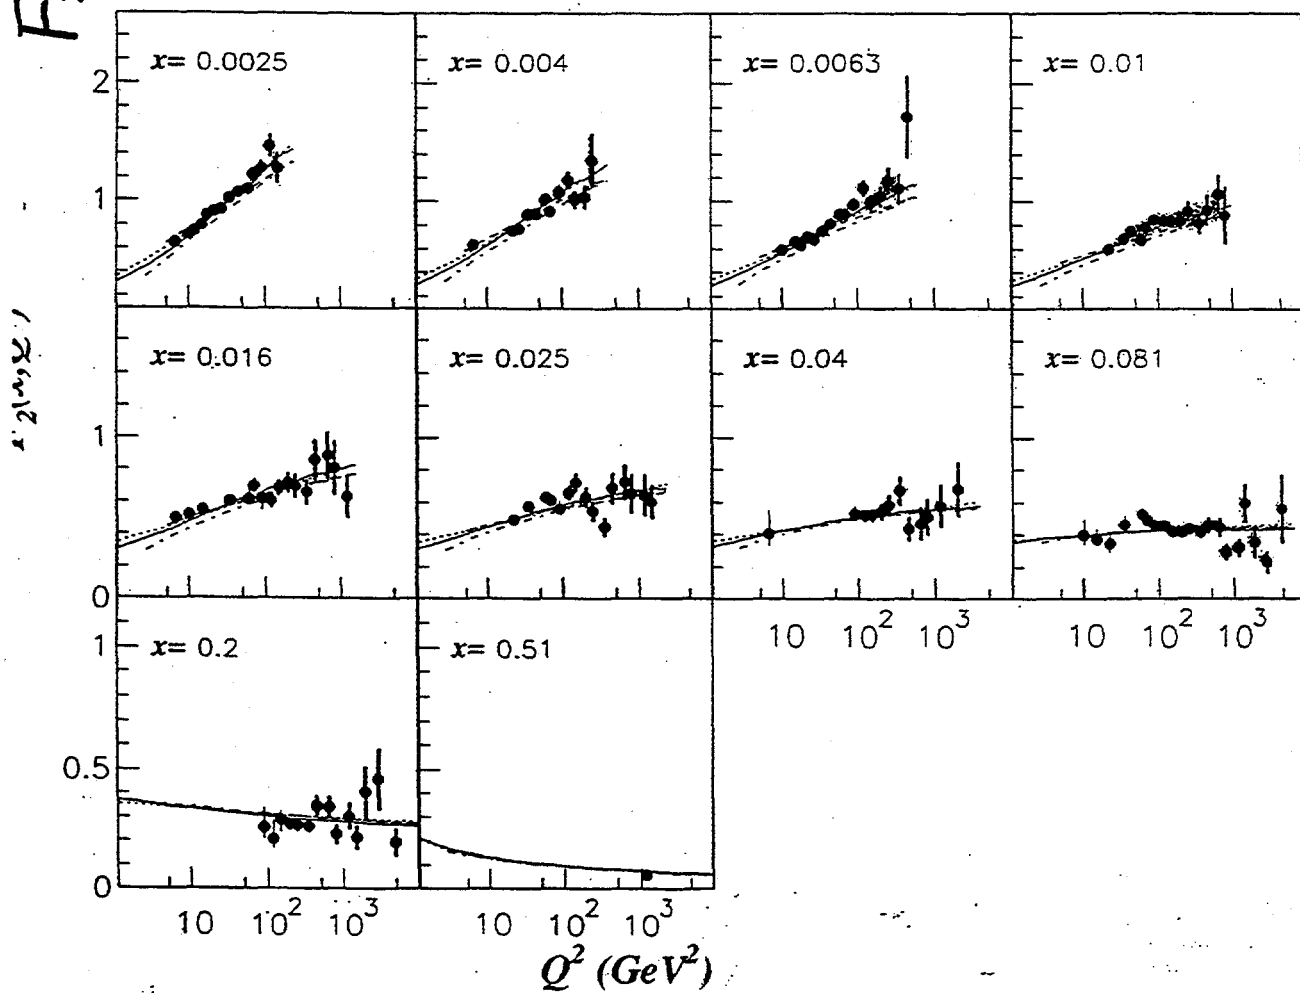 F
x= 0.0025
x= 0.004
x= 0.0063
x= 0.01
2
1
x= 0.016
x= 0.025
x= 0.04
x= 0.081
1
0
10 10² 10³
10 10² 10³
x= 0.2
x= 0.51
1
0.5
0
10 10² 10³
10 10² 10³
Q² (GeV²)